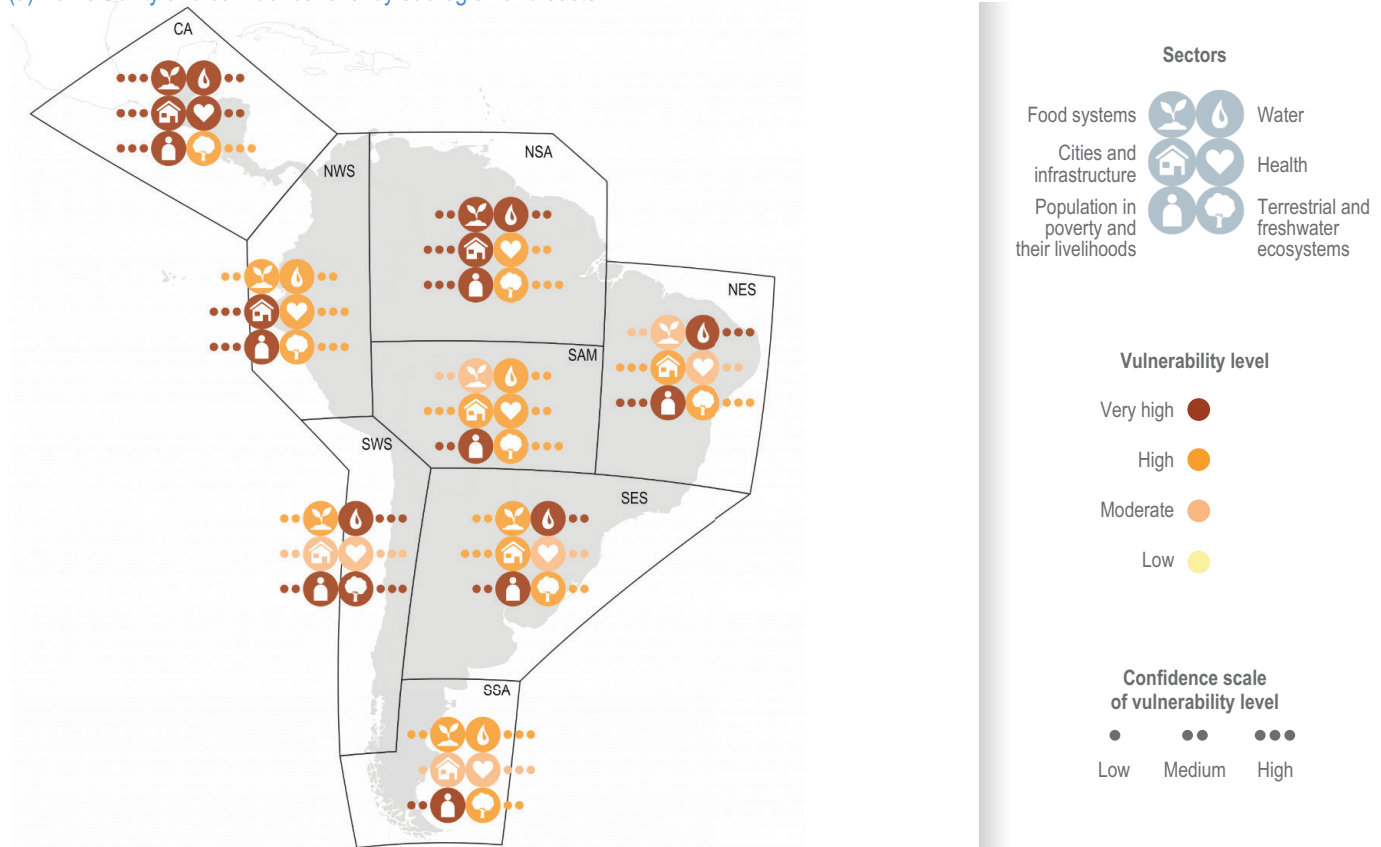 CA
NWS
NSA
NES
SAM
SWS
SES
SSA
Sectors
Food systems
Water
Cities and
infrastructure
Health
Population in
poverty and
their livelihoods
Terrestrial and
freshwater
ecosystems
Vulnerability level
Very high
High
Moderate
Low
Confidence scale
of vulnerability level
Low Medium High